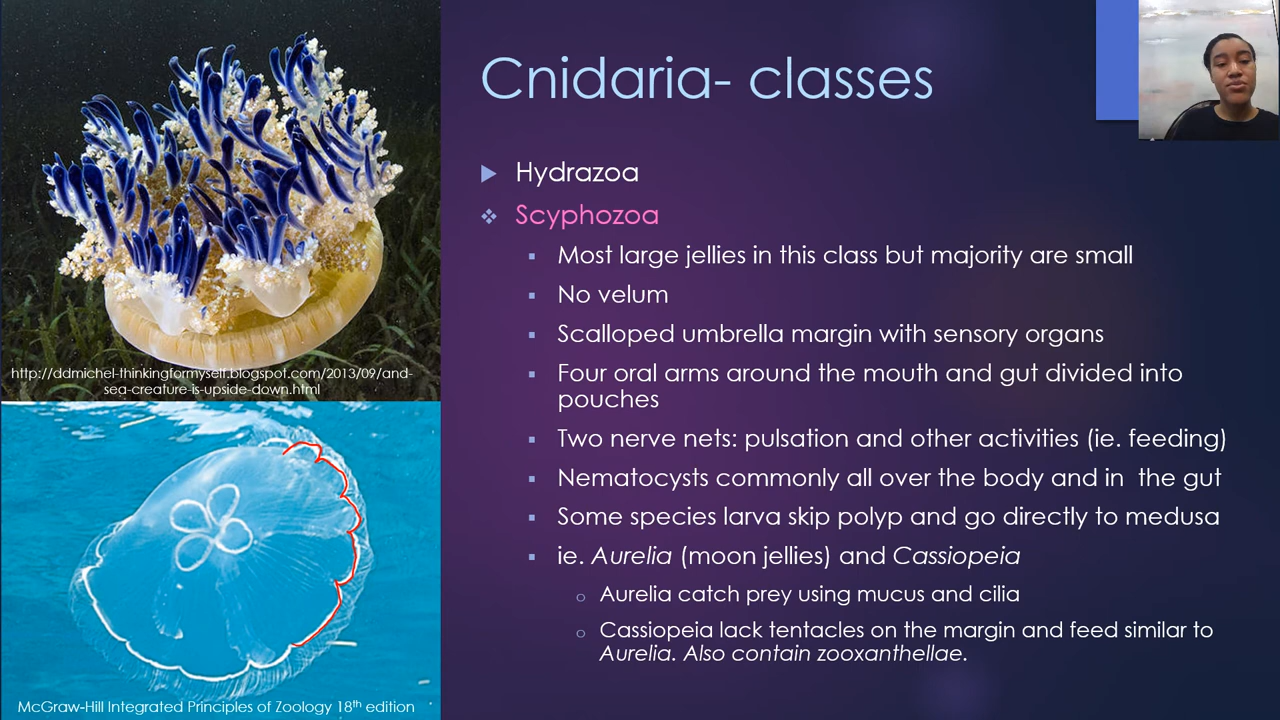 Cnidaria- classes
Hydrazoa
Scyphozoa
Most large jellies in this class but majority are small
No velum
Scalloped umbrella margin with sensory organs
Four oral arms around the mouth and gut divided into
pouches
Two nerve nets: pulsation and other activities (ie. feeding)
Nematocysts commonly all over the body and in  the gut
Some species larva skip polyp and go directly to medusa
ie. Aurelia (moon jellies) and Cassiopeia
Aurelia catch prey using mucus and cilia
Cassiopeia lack tentacles on the margin and feed similar to
Aurelia. Also contain zooxanthellae.
http://ddmichel-thinkingformyself.blogspot.com/2013/09/and-
sea-creature-is-upside-down.html
McGraw-Hill Integrated Principles of Zoology 18th edition